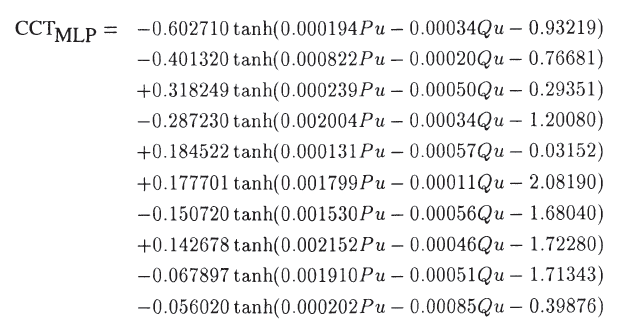 CCT_MLP = −0.602710 tanh(0.000194Pu − 0.00034Qu − 0.93219)
−0.401320 tanh(0.000822Pu − 0.00020Qu − 0.76681)
+0.318249 tanh(0.000239Pu − 0.00050Qu − 0.29351)
−0.287230 tanh(0.002004Pu − 0.00034Qu − 1.20080)
+0.184522 tanh(0.000131Pu − 0.00057Qu − 0.03152)
+0.177701 tanh(0.001799Pu − 0.00011Qu − 2.08190)
−0.150720 tanh(0.001530Pu − 0.00056Qu − 1.68040)
+0.142678 tanh(0.002152Pu − 0.00046Qu − 1.72280)
−0.067897 tanh(0.001910Pu − 0.00051Qu − 1.71343)
−0.056020 tanh(0.000202Pu − 0.00085Qu − 0.39876)